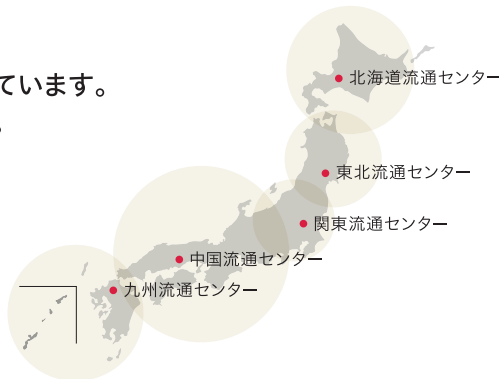 ています。
。
北海道流通センター
東北流通センター
関東流通センター
中国流通センター
九州流通センター